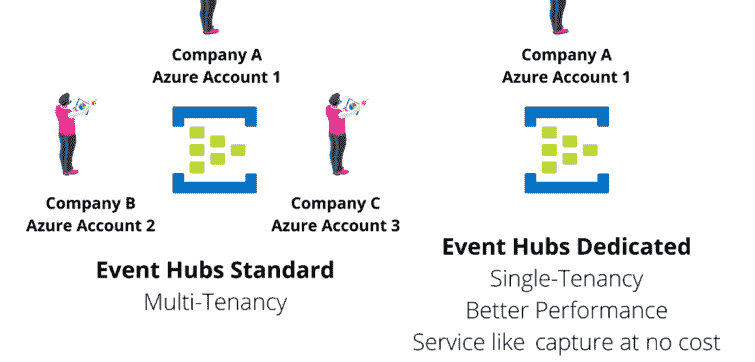 Company A
Azure Account 1
Company A
Azure Account 1
Company B
Azure Account 2
Company C
Azure Account 3
Event Hubs Standard
Multi-Tenancy
Event Hubs Dedicated
Single-Tenancy
Better Performance
Service like capture at no cost